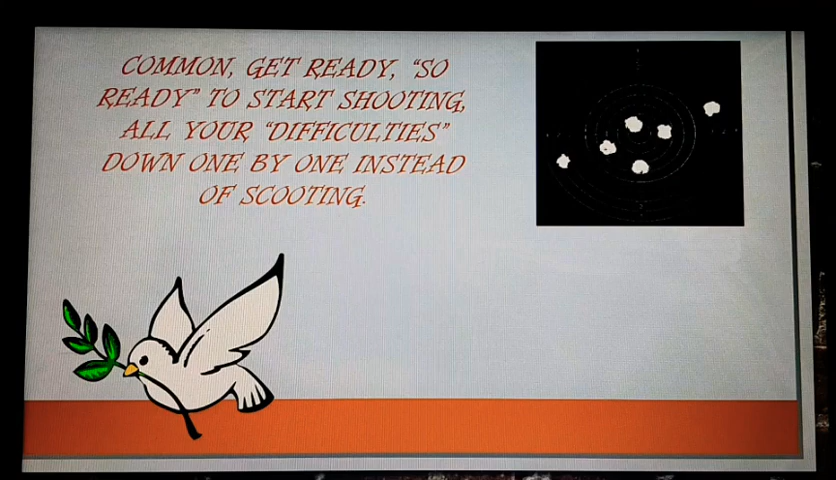 COMMON, GET READY, "SO
READY" TO START SHOOTING,
ALL YOUR "DIFFICULTIES"
DOWN ONE BY ONE INSTEAD
OF SCOOTING.